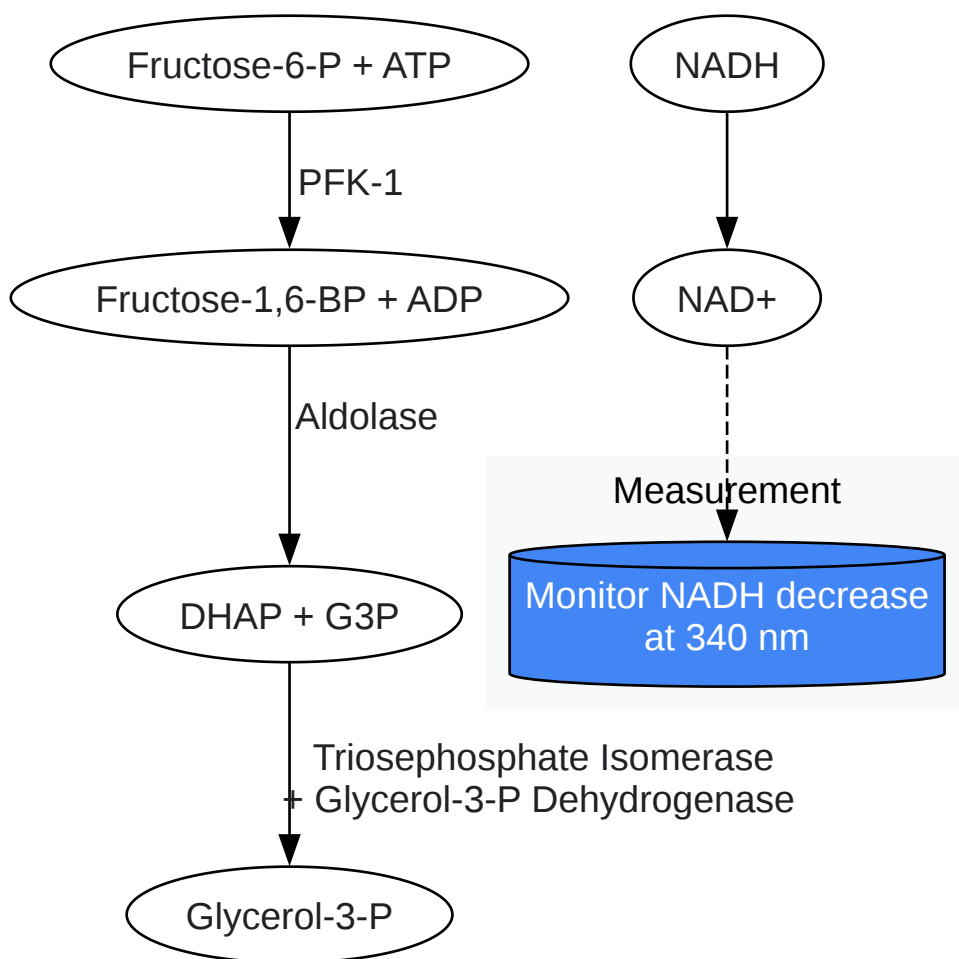 Fructose-6-P + ATP
NADH
PFK-1
Fructose-1,6-BP + ADP
NAD+
Aldolase
Measurement
Monitor NADH decrease
at 340 nm
DHAP + G3P
Triosephosphate Isomerase
+ Glycerol-3-P Dehydrogenase
Glycerol-3-P